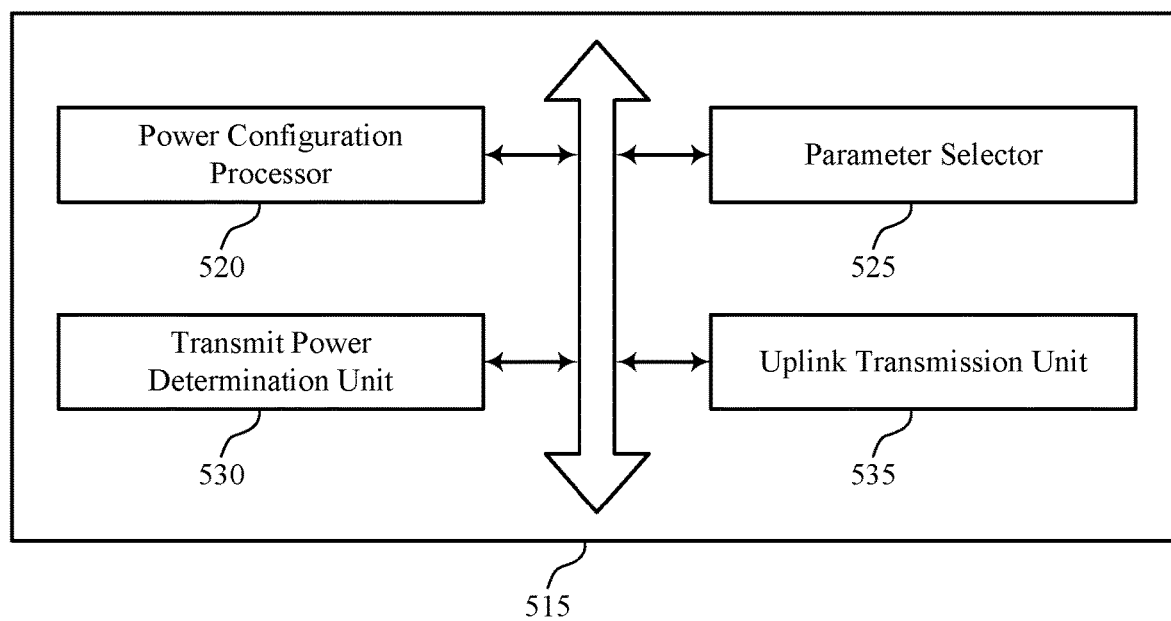 Power Configuration
Processor
520
Parameter Selector
525
Transmit Power
Determination Unit
530
Uplink Transmission Unit
535
515